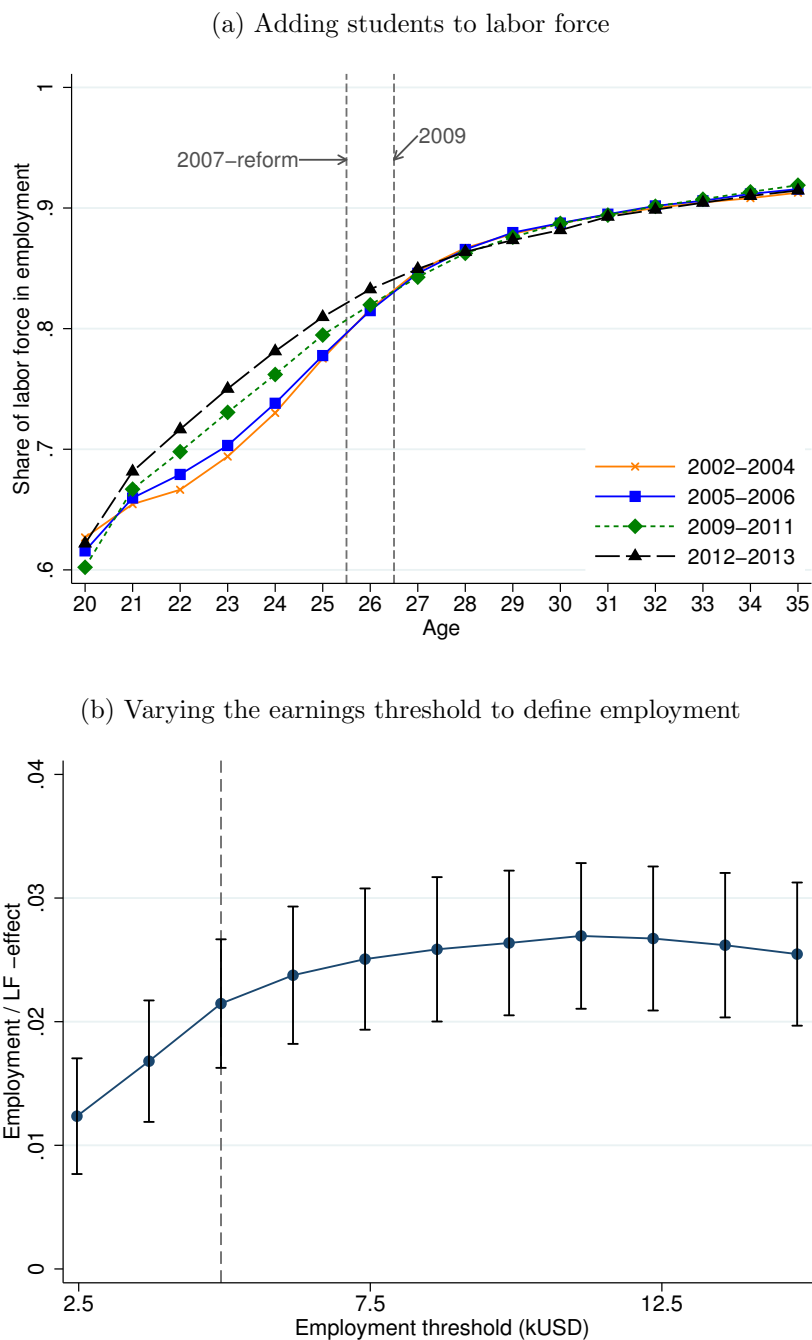 (a) Adding students to labor force
Share of labor force in employment
1
.9
.8
.7
.6
2007−reform
2009
2002−2004
2005−2006
2009−2011
2012−2013
20 21 22 23 24 25 26 27 28 29 30 31 32 33 34 35
Age
(b) Varying the earnings threshold to define employment
Employment / LF −effect
.04
.03
.02
.01
0
2.5 7.5 12.5
Employment threshold (kUSD)